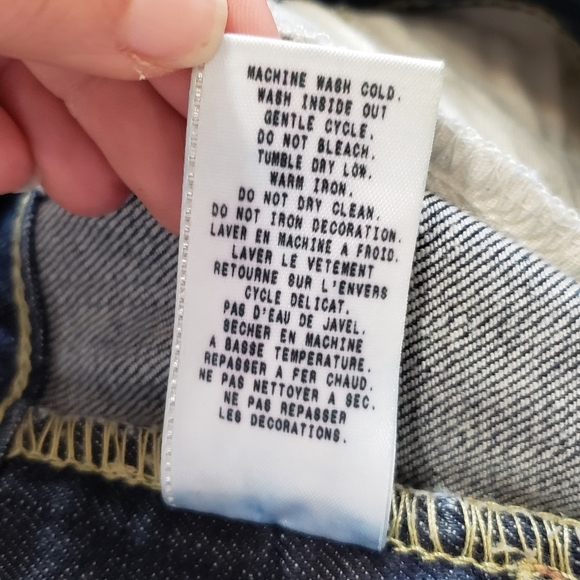 MACHINE WASH COLD.
WASH INSIDE OUT
GENTLE CYCLE.
DO NOT BLEACH.
TUMBLE DRY LOW.
WARM IRON.
DO NOT DRY CLEAN.
DO NOT IRON DECORATION.
LAVER EN MACHINE A FROID.
LAVER LE VETEMENT
RETOURNE SUR L'ENVERS
CYCLE DELICAT.
PAS D'EAU DE JAVEL.
SECHER EN MACHINE
A BASSE TEMPERATURE.
REPASSER A FER CHAUD.
NE PAS NETTOYER A SEC.
NE PAS REPASSER
LES DECORATIONS.